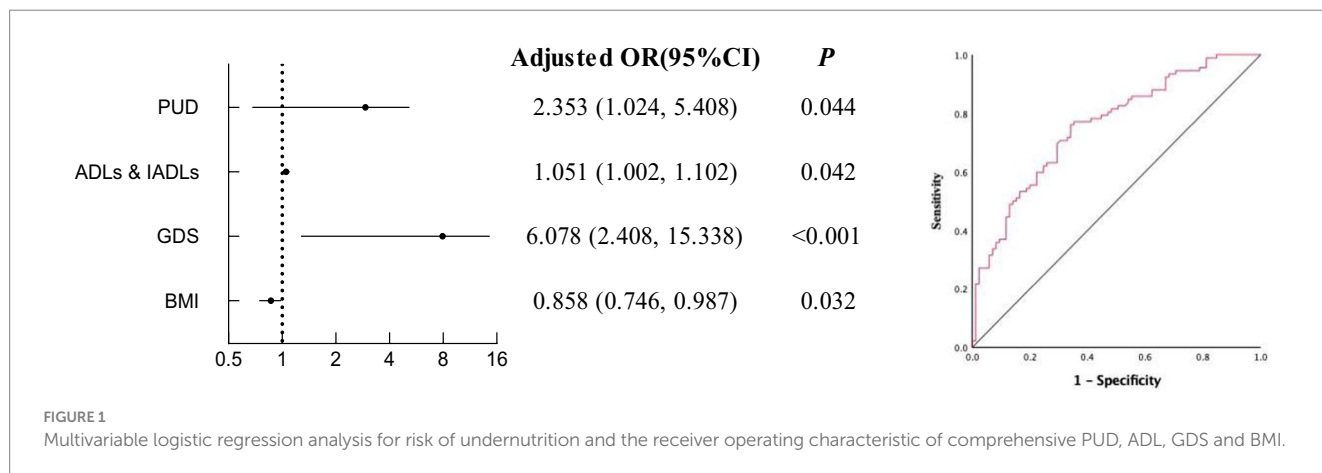 Adjusted OR(95%CI) P
PUD 2.353 (1.024, 5.408) 0.044
ADLs & IADLs 1.051 (1.002, 1.102) 0.042
GDS 6.078 (2.408, 15.338) <0.001
BMI 0.858 (0.746, 0.987) 0.032
0.5 1 2 4 8 16
1.0
0.8
0.6
0.4
0.2
0.0
Sensitivity
0.0 0.2 0.4 0.6 0.8 1.0
1 – Specificity
FIGURE 1
Multivariable logistic regression analysis for risk of undernutrition and the receiver operating characteristic of comprehensive PUD, ADL, GDS and BMI.